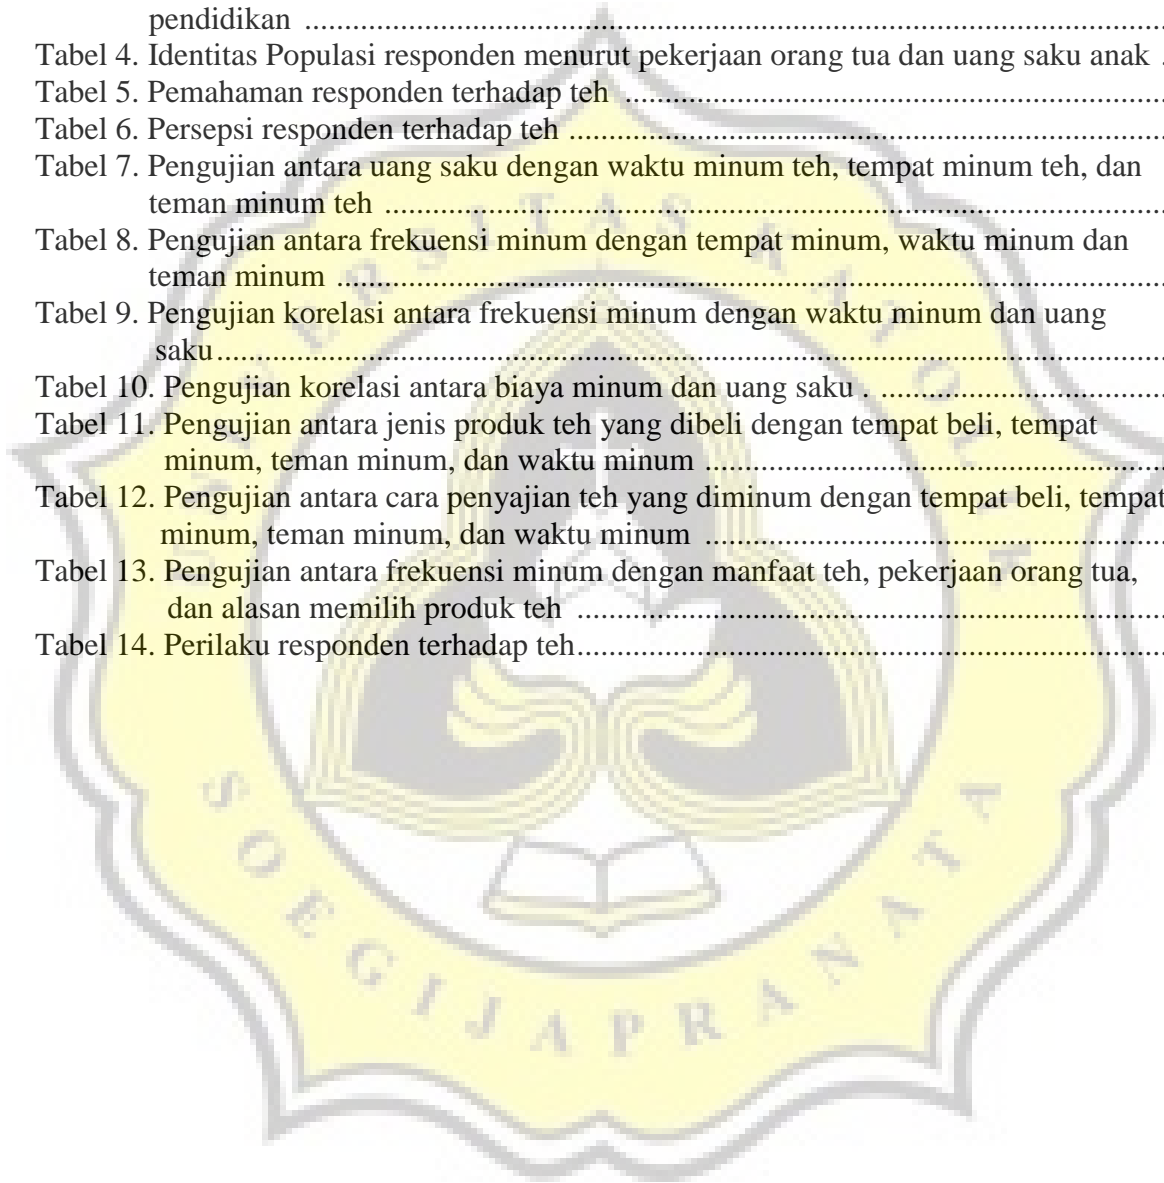 pendidikan ........................................................................................................
Tabel 4. Identitas Populasi responden menurut pekerjaan orang tua dan uang saku anak .
Tabel 5. Pemahaman responden terhadap teh ....................................................................
Tabel 6. Persepsi responden terhadap teh ...........................................................................
Tabel 7. Pengujian antara uang saku dengan waktu minum teh, tempat minum teh, dan
teman minum teh ..................................................................................................
Tabel 8. Pengujian antara frekuensi minum dengan tempat minum, waktu minum dan
teman minum ........................................................................................................
Tabel 9. Pengujian korelasi antara frekuensi minum dengan waktu minum dan uang
saku.......................................................................................................................
Tabel 10. Pengujian korelasi antara biaya minum dan uang saku . ....................................
Tabel 11. Pengujian antara jenis produk teh yang dibeli dengan tempat beli, tempat
minum, teman minum, dan waktu minum ..........................................................
Tabel 12. Pengujian antara cara penyajian teh yang diminum dengan tempat beli, tempat
minum, teman minum, dan waktu minum ..........................................................
Tabel 13. Pengujian antara frekuensi minum dengan manfaat teh, pekerjaan orang tua,
dan alasan memilih produk teh ..........................................................................
Tabel 14. Perilaku responden terhadap teh..........................................................................
UNIVERSITAS KATOLIK
SOEGIJAPRANATA